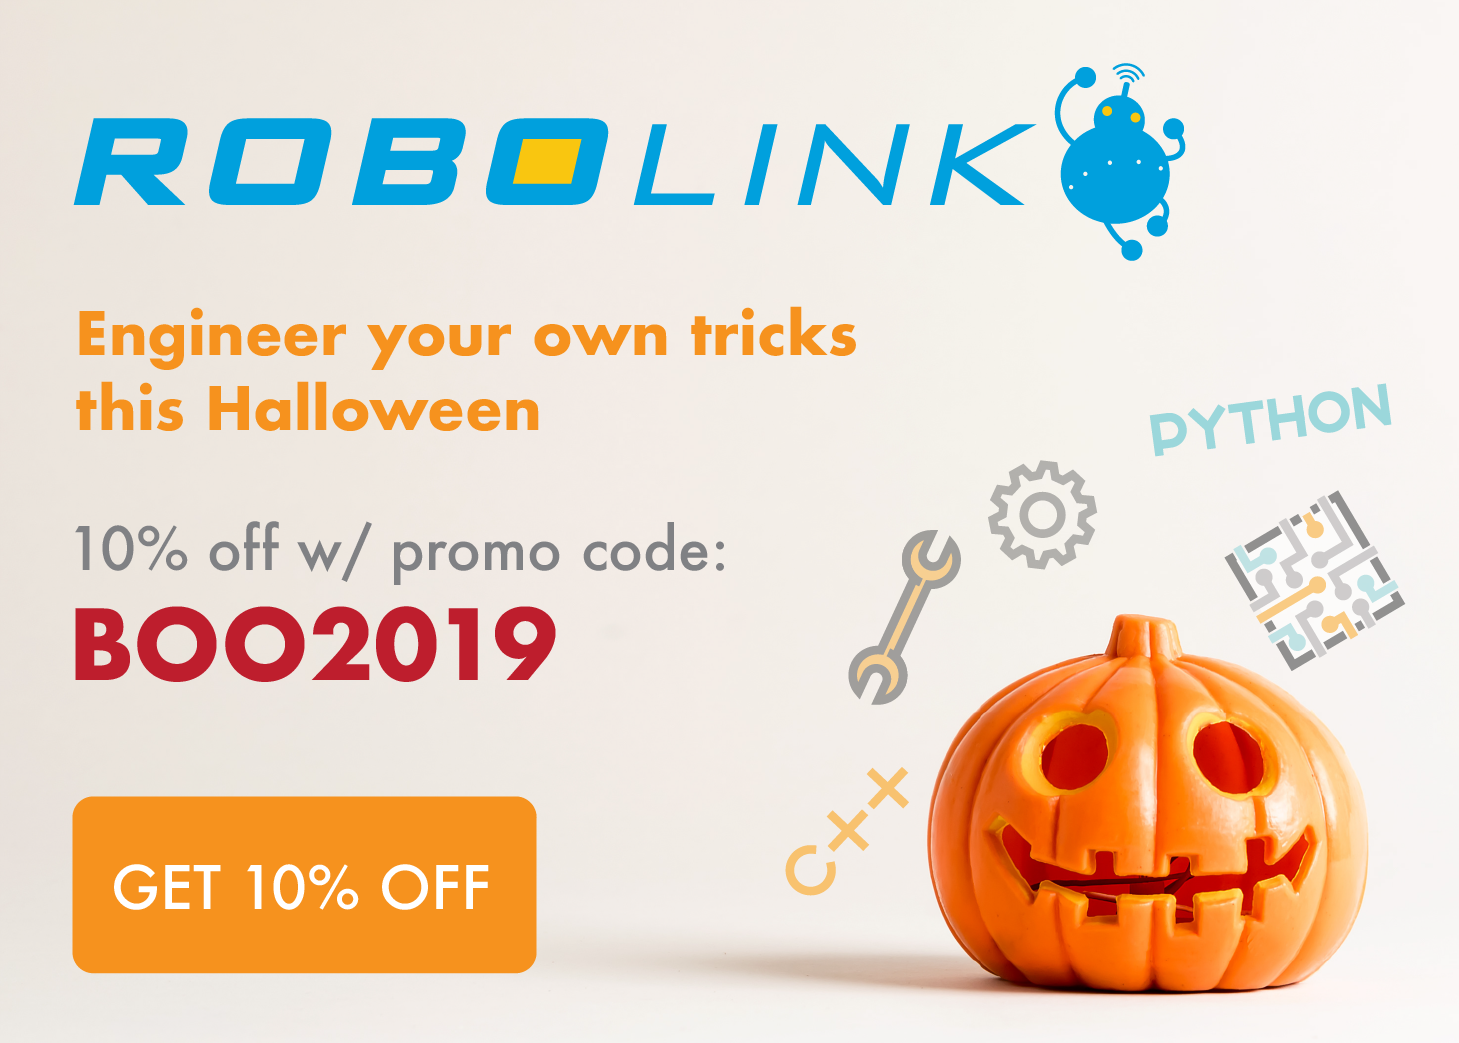 ROBOLINK
Engineer your own tricks
this Halloween
PYTHON
10% off w/ promo code:
BOO2019
C++
GET 10% OFF